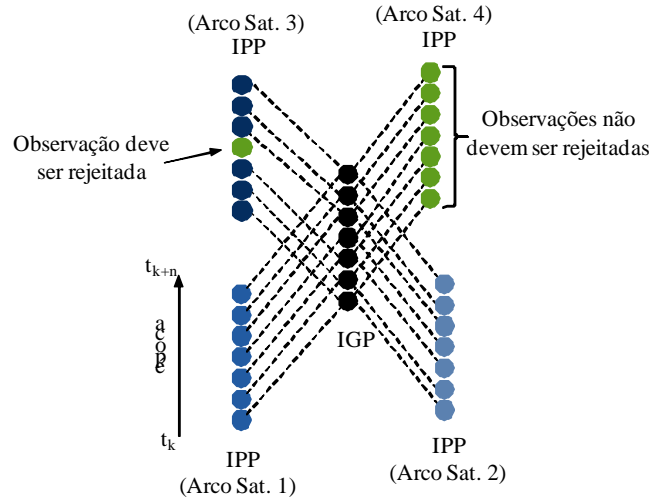 (Arco Sat. 3)
IPP
(Arco Sat. 4)
IPP
Observação deve
ser rejeitada
Observações não
devem ser rejeitadas
t_{k+n}
época
t_k
IGP
IPP
(Arco Sat. 1)
IPP
(Arco Sat. 2)